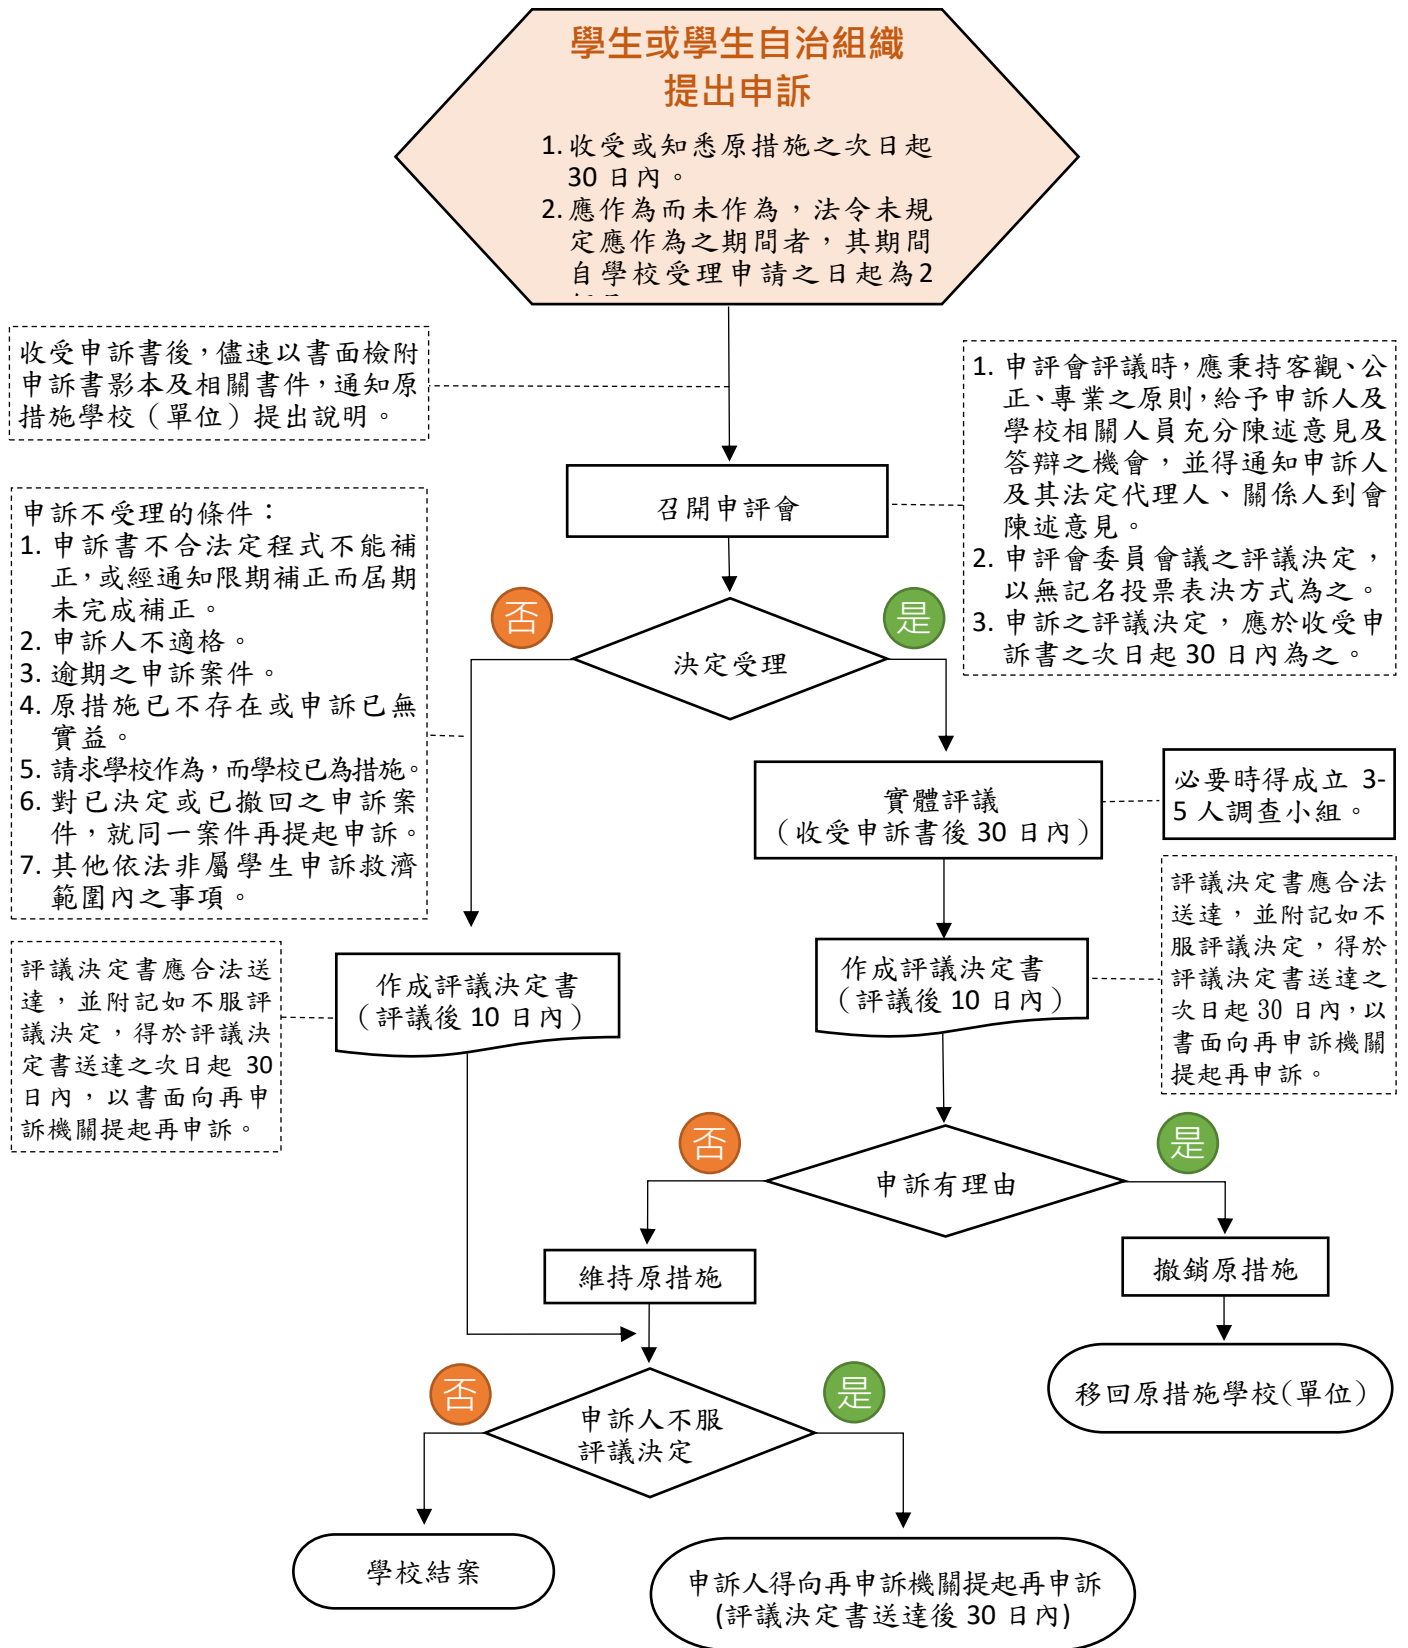 學生或學生自治組織
提出申訴
1. 收受或知悉原措施之次日起
30 日內。
2. 應作為而未作為，法令未規
定應作為之期間者，其期間
自學校受理申請之日起為2
收受申訴書後，儘速以書面檢附
申訴書影本及相關書件，通知原
措施學校（單位）提出說明。
1. 申評會評議時，應秉持客觀、公
正、專業之原則，給予申訴人及
學校相關人員充分陳述意見及
答辯之機會，並得通知申訴人
及其法定代理人、關係人到會
陳述意見。
2. 申評會委員會議之評議決定，
以無記名投票表決方式為之。
3. 申訴之評議決定，應於收受申
訴書之次日起 30 日內為之。
召開申評會
申訴不受理的條件：
1. 申訴書不合法定程式不能補
正，或經通知限期補正而屆期
未完成補正。
2. 申訴人不適格。
3. 逾期之申訴案件。
4. 原措施已不存在或申訴已無
實益。
5. 請求學校作為，而學校已為措施。
6. 對已決定或已撤回之申訴案
件，就同一案件再提起申訴。
7. 其他依法非屬學生申訴救濟
範圍內之事項。
否
是
決定受理
實體評議
（收受申訴書後 30 日內）
必要時得成立 3-
5 人調查小組。
評議決定書應合法
送達，並附記如不
服評議決定，得於
評議決定書送達之
次日起 30 日內，以
書面向再申訴機關
提起再申訴。
評議決定書應合法送
達，並附記如不服評
議決定，得於評議決
定書送達之次日起 30
日內，以書面向再申
訴機關提起再申訴。
作成評議決定書
（評議後 10 日內）
作成評議決定書
（評議後 10 日內）
否
是
申訴有理由
維持原措施
撤銷原措施
移回原措施學校(單位)
否
是
申訴人不服
評議決定
學校結案
申訴人得向再申訴機關提起再申訴
(評議決定書送達後 30 日內)